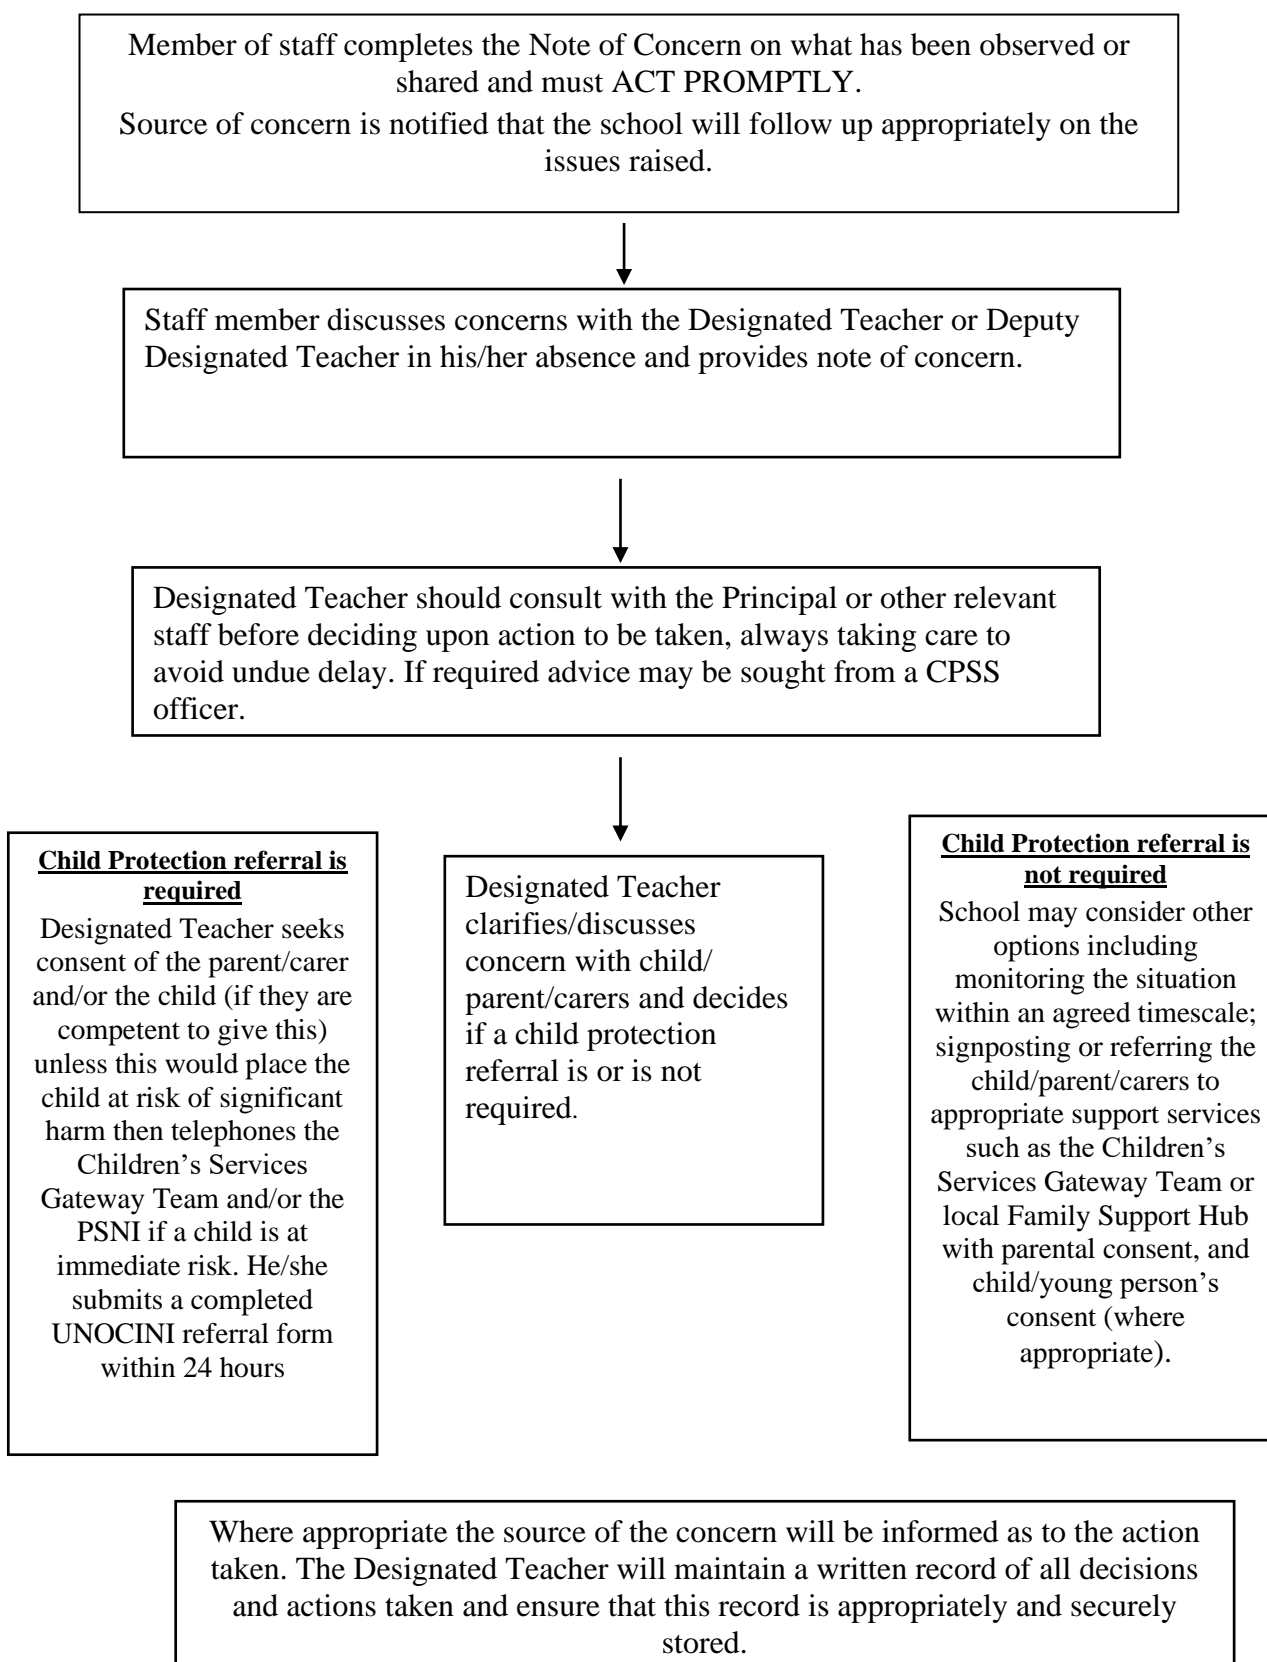 Member of staff completes the Note of Concern on what has been observed or
shared and must ACT PROMPTLY.
Source of concern is notified that the school will follow up appropriately on the
issues raised.
Staff member discusses concerns with the Designated Teacher or Deputy
Designated Teacher in his/her absence and provides note of concern.
Designated Teacher should consult with the Principal or other relevant
staff before deciding upon action to be taken, always taking care to
avoid undue delay. If required advice may be sought from a CPSS
officer.
Child Protection referral is
required
Designated Teacher seeks
consent of the parent/carer
and/or the child (if they are
competent to give this)
unless this would place the
child at risk of significant
harm then telephones the
Children’s Services
Gateway Team and/or the
PSNI if a child is at
immediate risk. He/she
submits a completed
UNOCINI referral form
within 24 hours
Designated Teacher
clarifies/discusses
concern with child/
parent/carers and decides
if a child protection
referral is or is not
required.
Child Protection referral is
not required
School may consider other
options including
monitoring the situation
within an agreed timescale;
signposting or referring the
child/parent/carers to
appropriate support services
such as the Children’s
Services Gateway Team or
local Family Support Hub
with parental consent, and
child/young person’s
consent (where
appropriate).
Where appropriate the source of the concern will be informed as to the action
taken. The Designated Teacher will maintain a written record of all decisions
and actions taken and ensure that this record is appropriately and securely
stored.